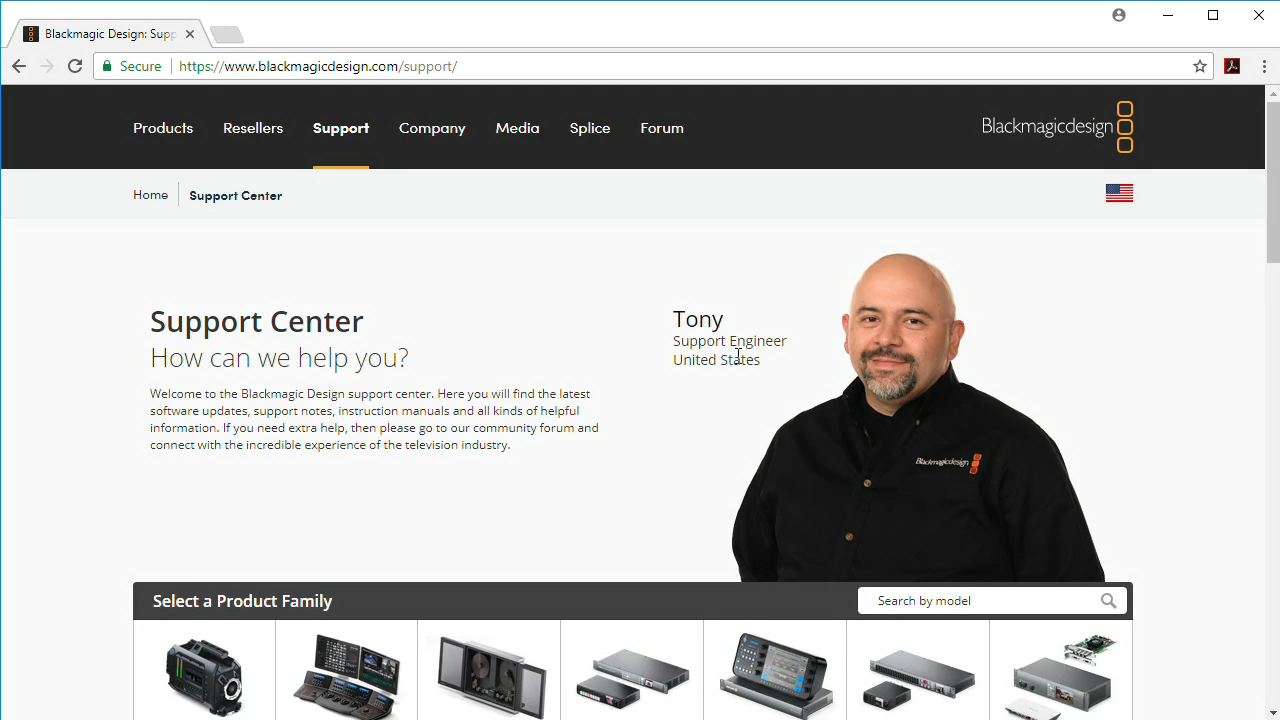 Blackmagic Design: Supp
Secure
https://www.blackmagicdesign.com/support/
Products Resellers Support Company Media Splice Forum
Blackmagicdesign
Home Support Center
Support Center
How can we help you?
Welcome to the Blackmagic Design support center. Here you will find the latest
software updates, support notes, instruction manuals and all kinds of helpful
information. If you need extra help, then please go to our community forum and
connect with the incredible experience of the television industry.
Tony
Support Engineer
United States
Blackmagicdesign
Select a Product Family
Search by model